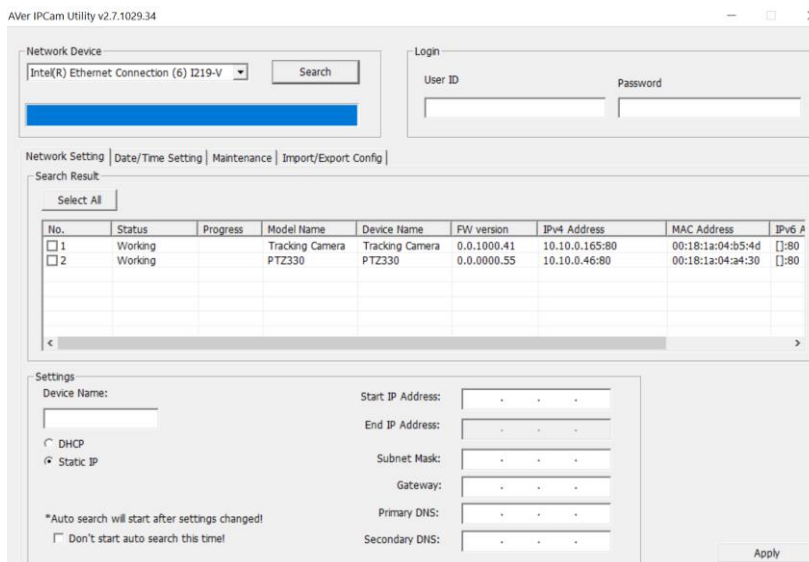 AVer IPCam Utility v2.7.1029.34
Network Device
Intel(R) Ethernet Connection (6) I219-V
Search
Login
User ID
Password
Network Setting
Date/Time Setting
Maintenance
Import/Export Config
Search Result
Select All
No. Status Progress Model Name Device Name FW version IPv4 Address MAC Address IPv6 A
1 Working Tracking Camera Tracking Camera 0.0.1000.41 10.10.0.165:80 00:18:1a:04:b5:4d []:80
2 Working PTZ330 PTZ330 0.0.0000.55 10.10.0.46:80 00:18:1a:04:a4:30 []:80
Settings
Device Name:
DHCP
Static IP
*Auto search will start after settings changed!
Don't start auto search this time!
Start IP Address:
End IP Address:
Subnet Mask:
Gateway:
Primary DNS:
Secondary DNS:
Apply